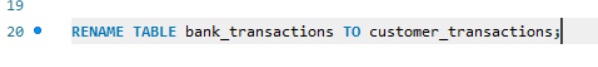 19
20 RENAME TABLE bank_transactions TO customer_transactions;